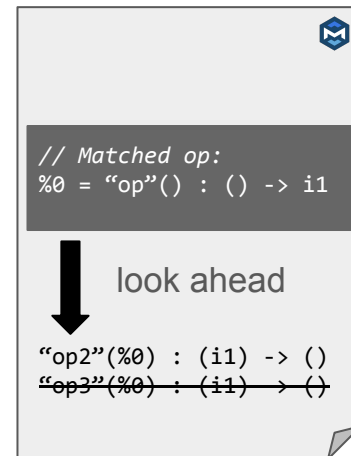 // Matched op:
%0 = “op”() : () -> i1
look ahead
“op2”(%0) : (i1) -> ()
“op3”(%0) : (i1) -> ()